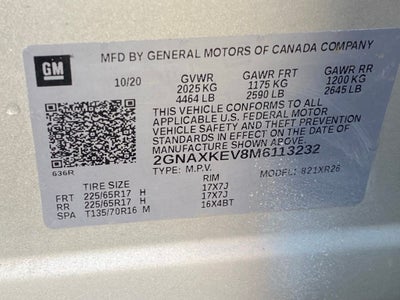 GM
MFD BY GENERAL MOTORS OF CANADA COMPANY
10/20 GVWR GAWR FRT GAWR RR
2025 KG 1175 KG 1200 KG
4464 LB 2590 LB 2645 LB
THIS VEHICLE CONFORMS TO ALL
APPLICABLE U.S. FEDERAL MOTOR
VEHICLE SAFETY AND THEFT PREVENTION
STANDARDS IN EFFECT ON THE DATE OF
MANUFACTURE SHOWN ABOVE.
2GNAXKEV8M6113232
TYPE: M.P.V. MODEL: 821XR26
636R
TIRE SIZE RIM
FRT 225/65R17 H 17X7J
RR 225/65R17 H 17X7J
SPA T135/70R16 M 16X4BT